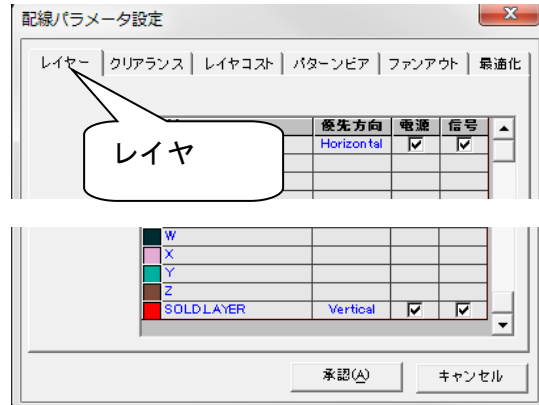 配線パラメータ設定
レイヤー クリアランス レイヤコスト パターンビア ファンアウト 最適化
優先方向 電源 信号
Horizontal
レイヤ
W
X
Y
Z
SOLDLAYER Vertical
承認(A) キャンセル